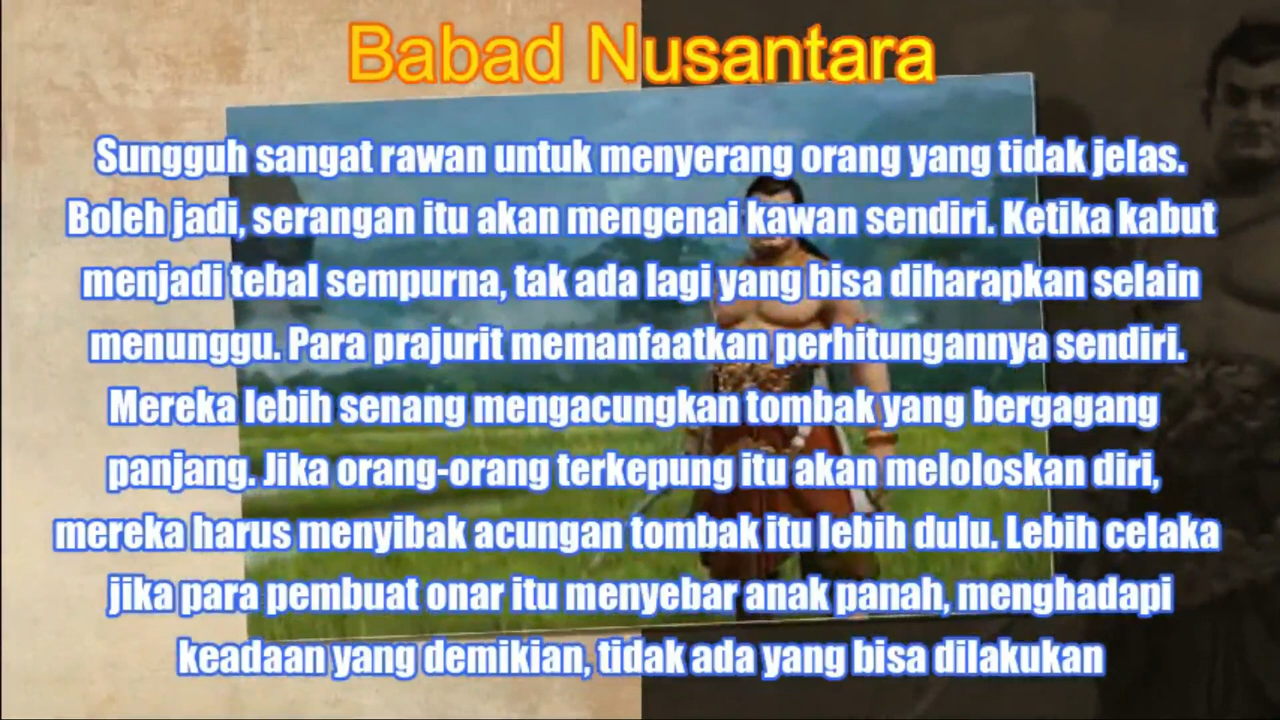 Babad Nusantara
Sungguh sangat rawan untuk menyerang orang yang tidak jelas.
Boleh jadi, serangan itu akan mengenai kawan sendiri. Ketika kabut
menjadi tebal sempurna, tak ada lagi yang bisa diharapkan selain
menunggu. Para prajurit memanfaatkan perhitungannya sendiri.
Mereka lebih senang mengacungkan tombak yang bergagang
panjang. Jika orang-orang terkepung itu akan meloloskan diri,
mereka harus menyibak acungan tombak itu lebih dulu. Lebih celaka
jika para pembuat onar itu menyebar anak panah, menghadapi
keadaan yang demikian, tidak ada yang bisa dilakukan